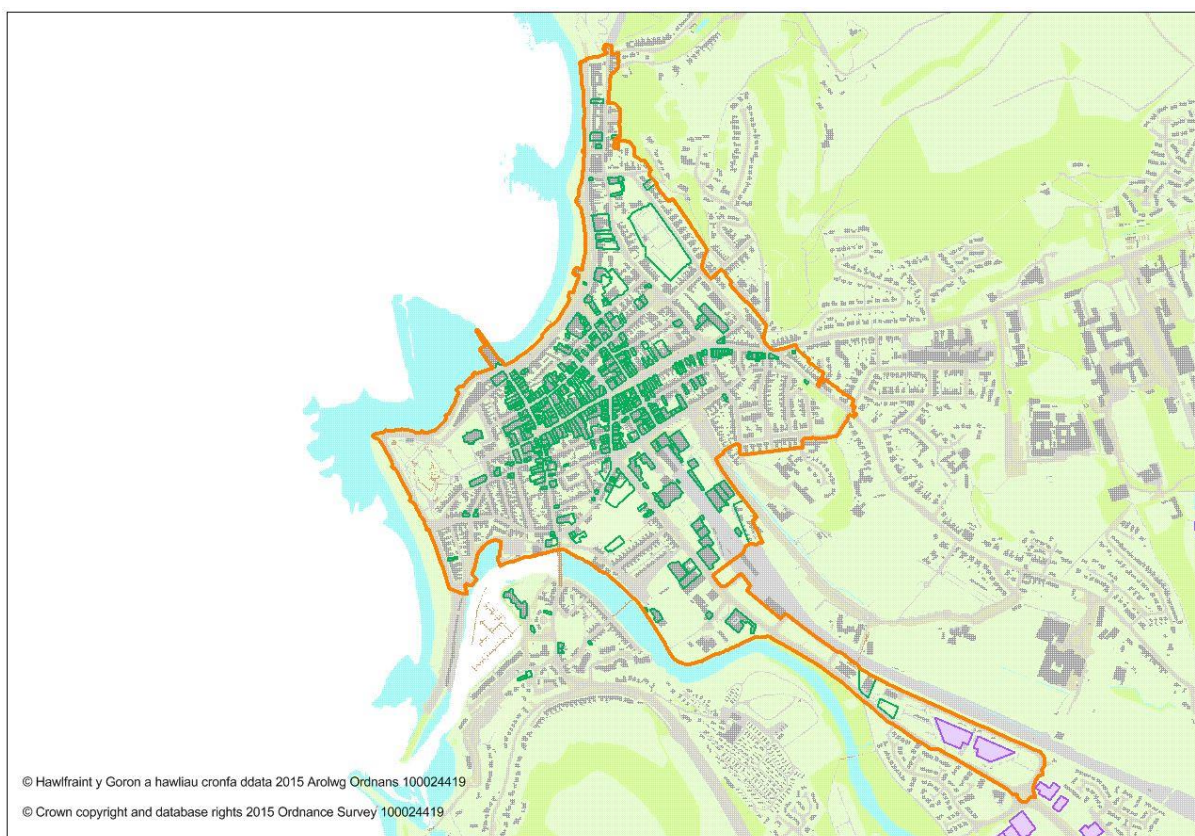 © Hawlfraint y Goron a hawliau cronfa ddata 2015 Arolwg Ordnans 100024419
© Crown copyright and database rights 2015 Ordnance Survey 100024419